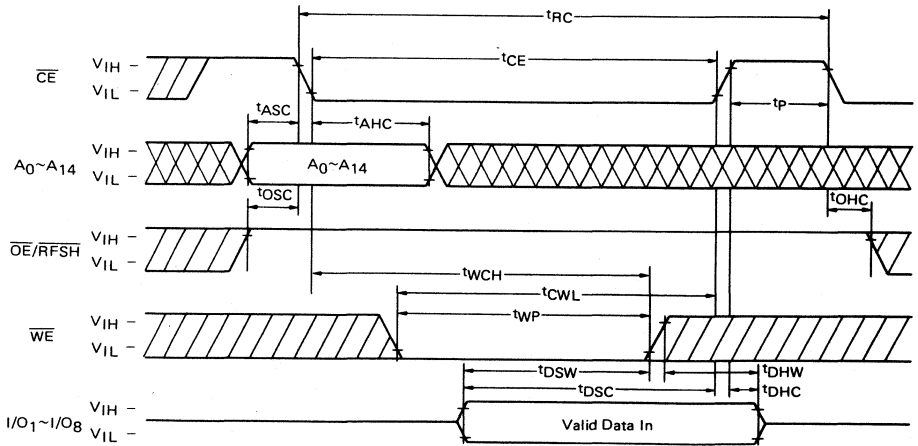 tRC
VIH
CE
VIL
tCE
tP
tASC
tAHC
VIH
A0~A14
A0~A14
VIL
tOSC
tOHC
VIH
OE/RFSH
VIL
tWCH
tCWL
VIH
tWP
WE
VIL
tDSW
tDHW
tDSC
tDHC
VIH
I/O1~I/O8
Valid Data In
VIL